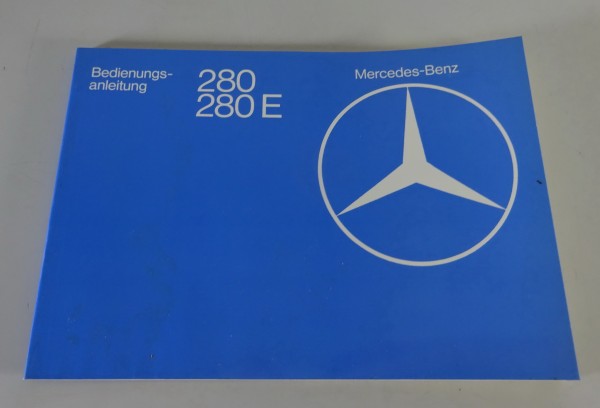 Bedienungs-
anleitung
280
280 E
Mercedes-Benz